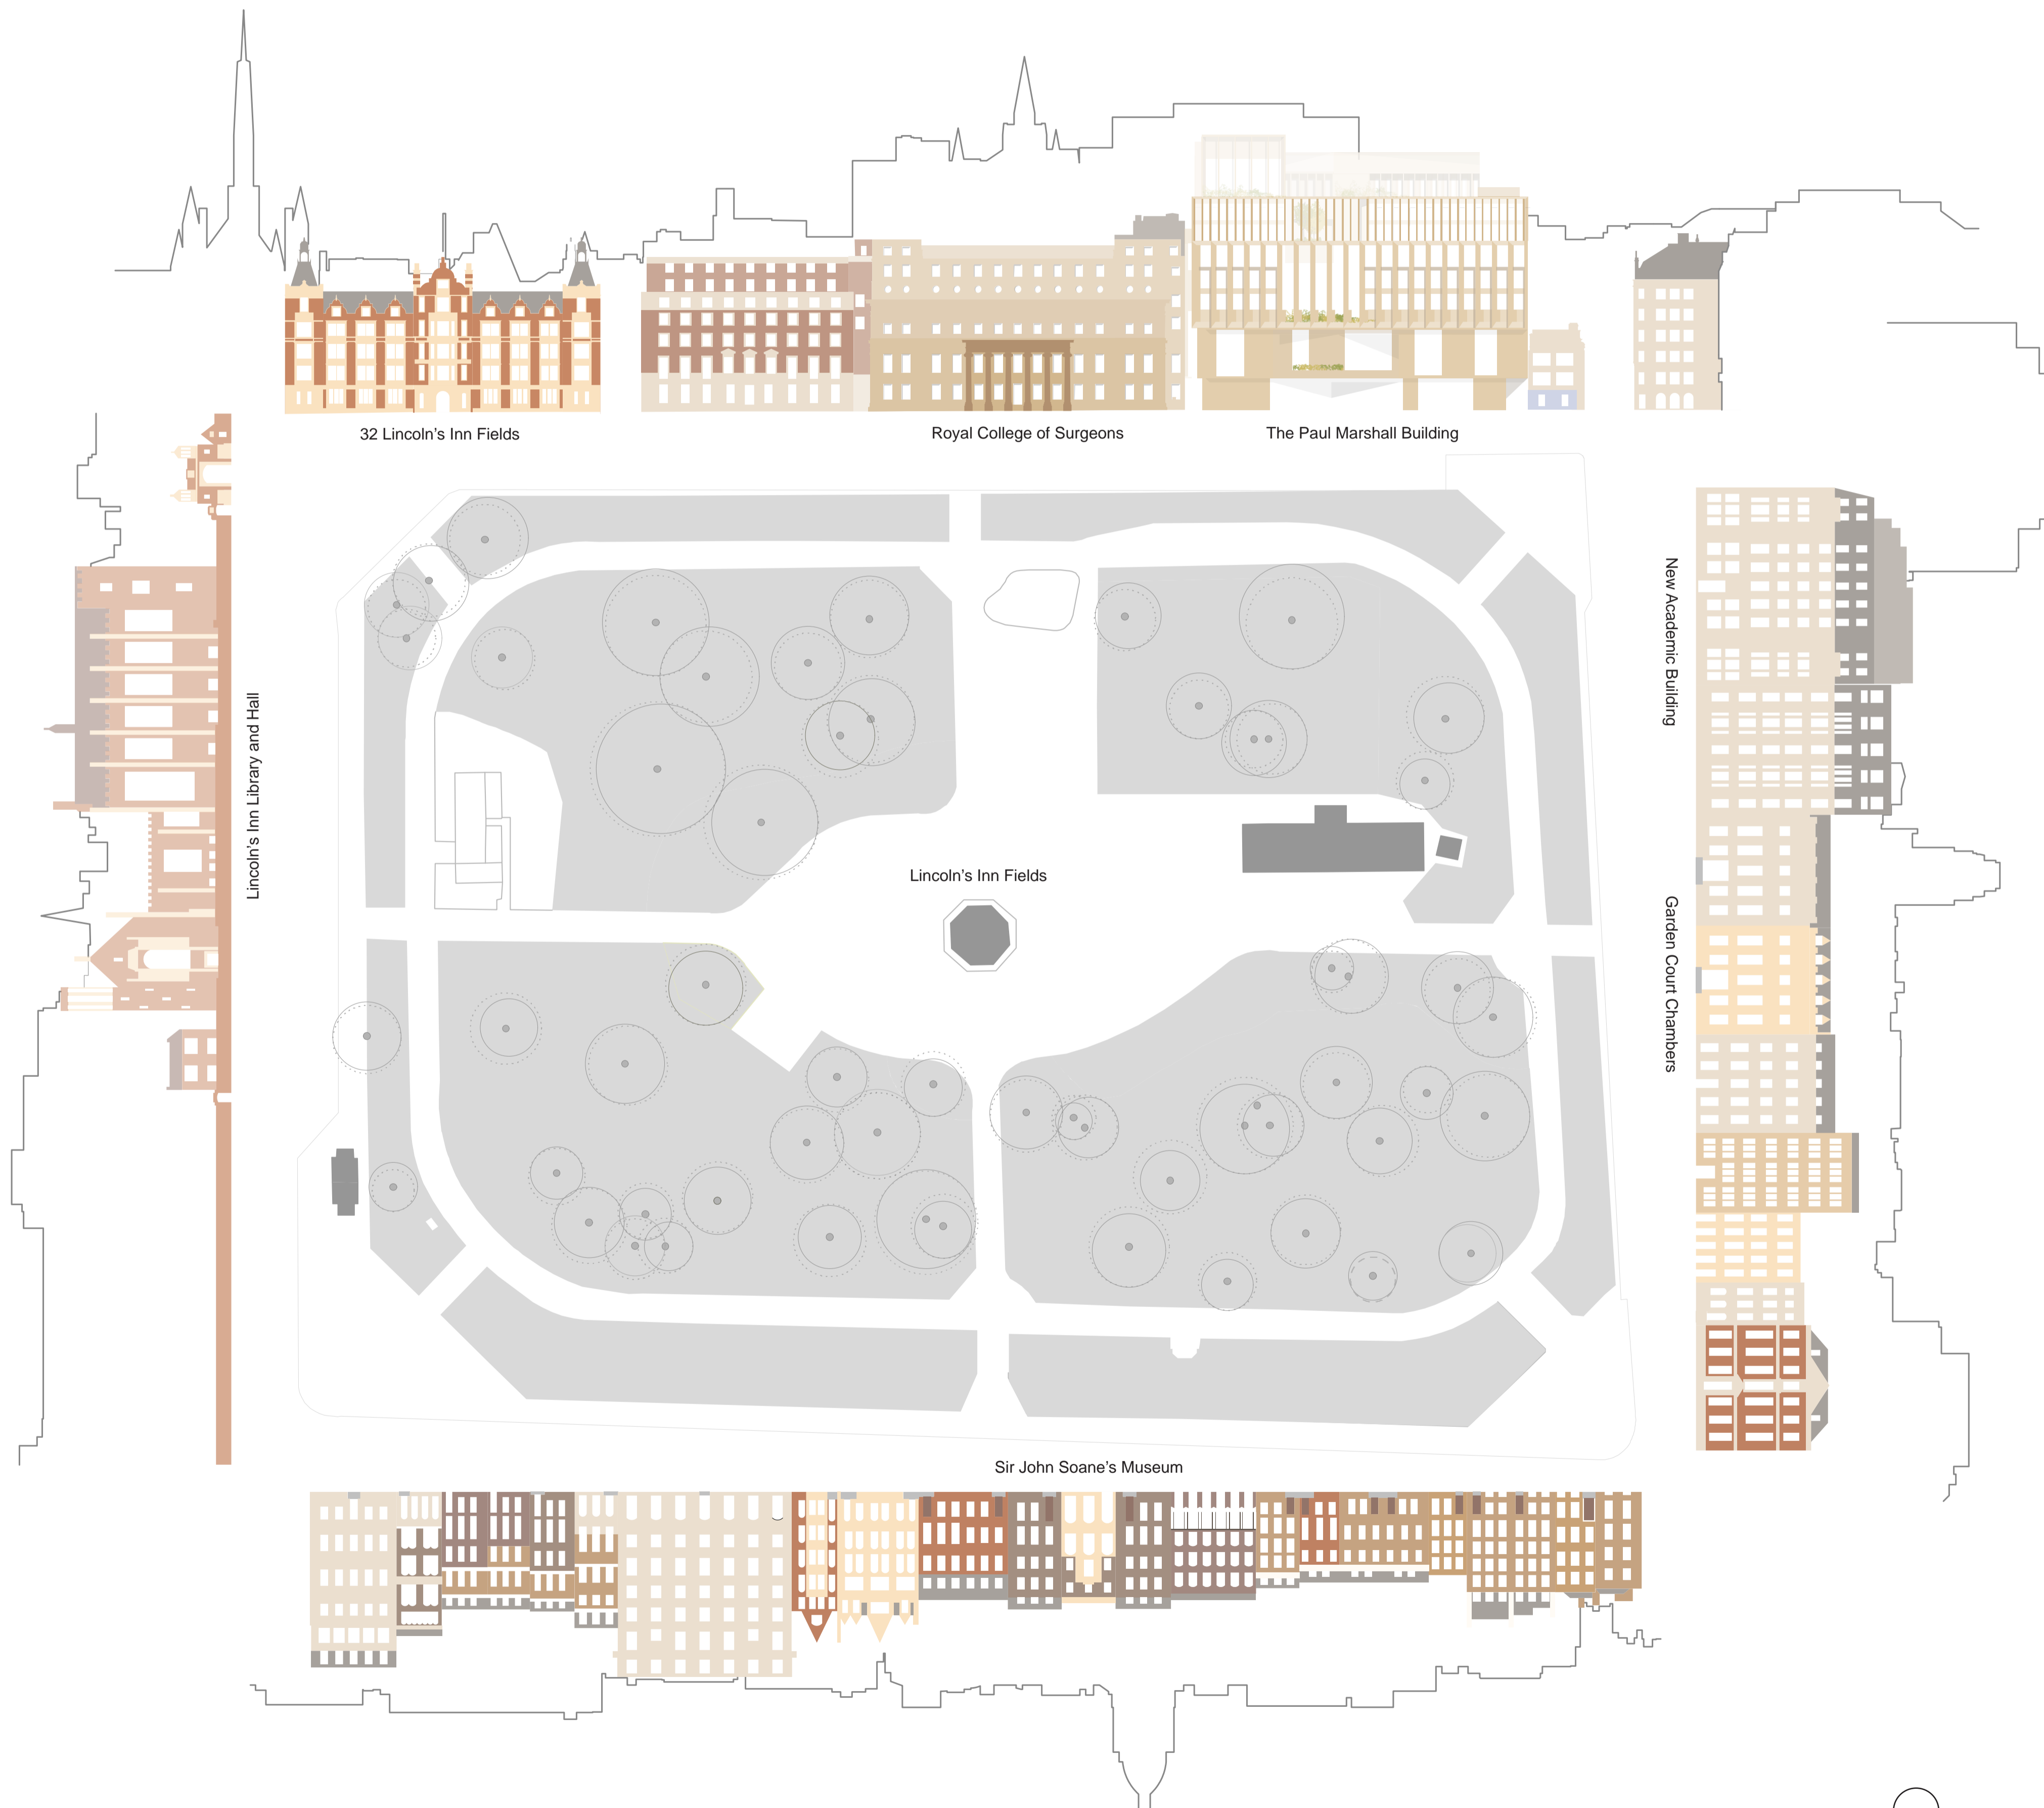 32 Lincoln's Inn Fields
Royal College of Surgeons
The Paul Marshall Building
Lincoln's Inn Library and Hall
New Academic Building
Lincoln's Inn Fields
Garden Court Chambers
Sir John Soane's Museum